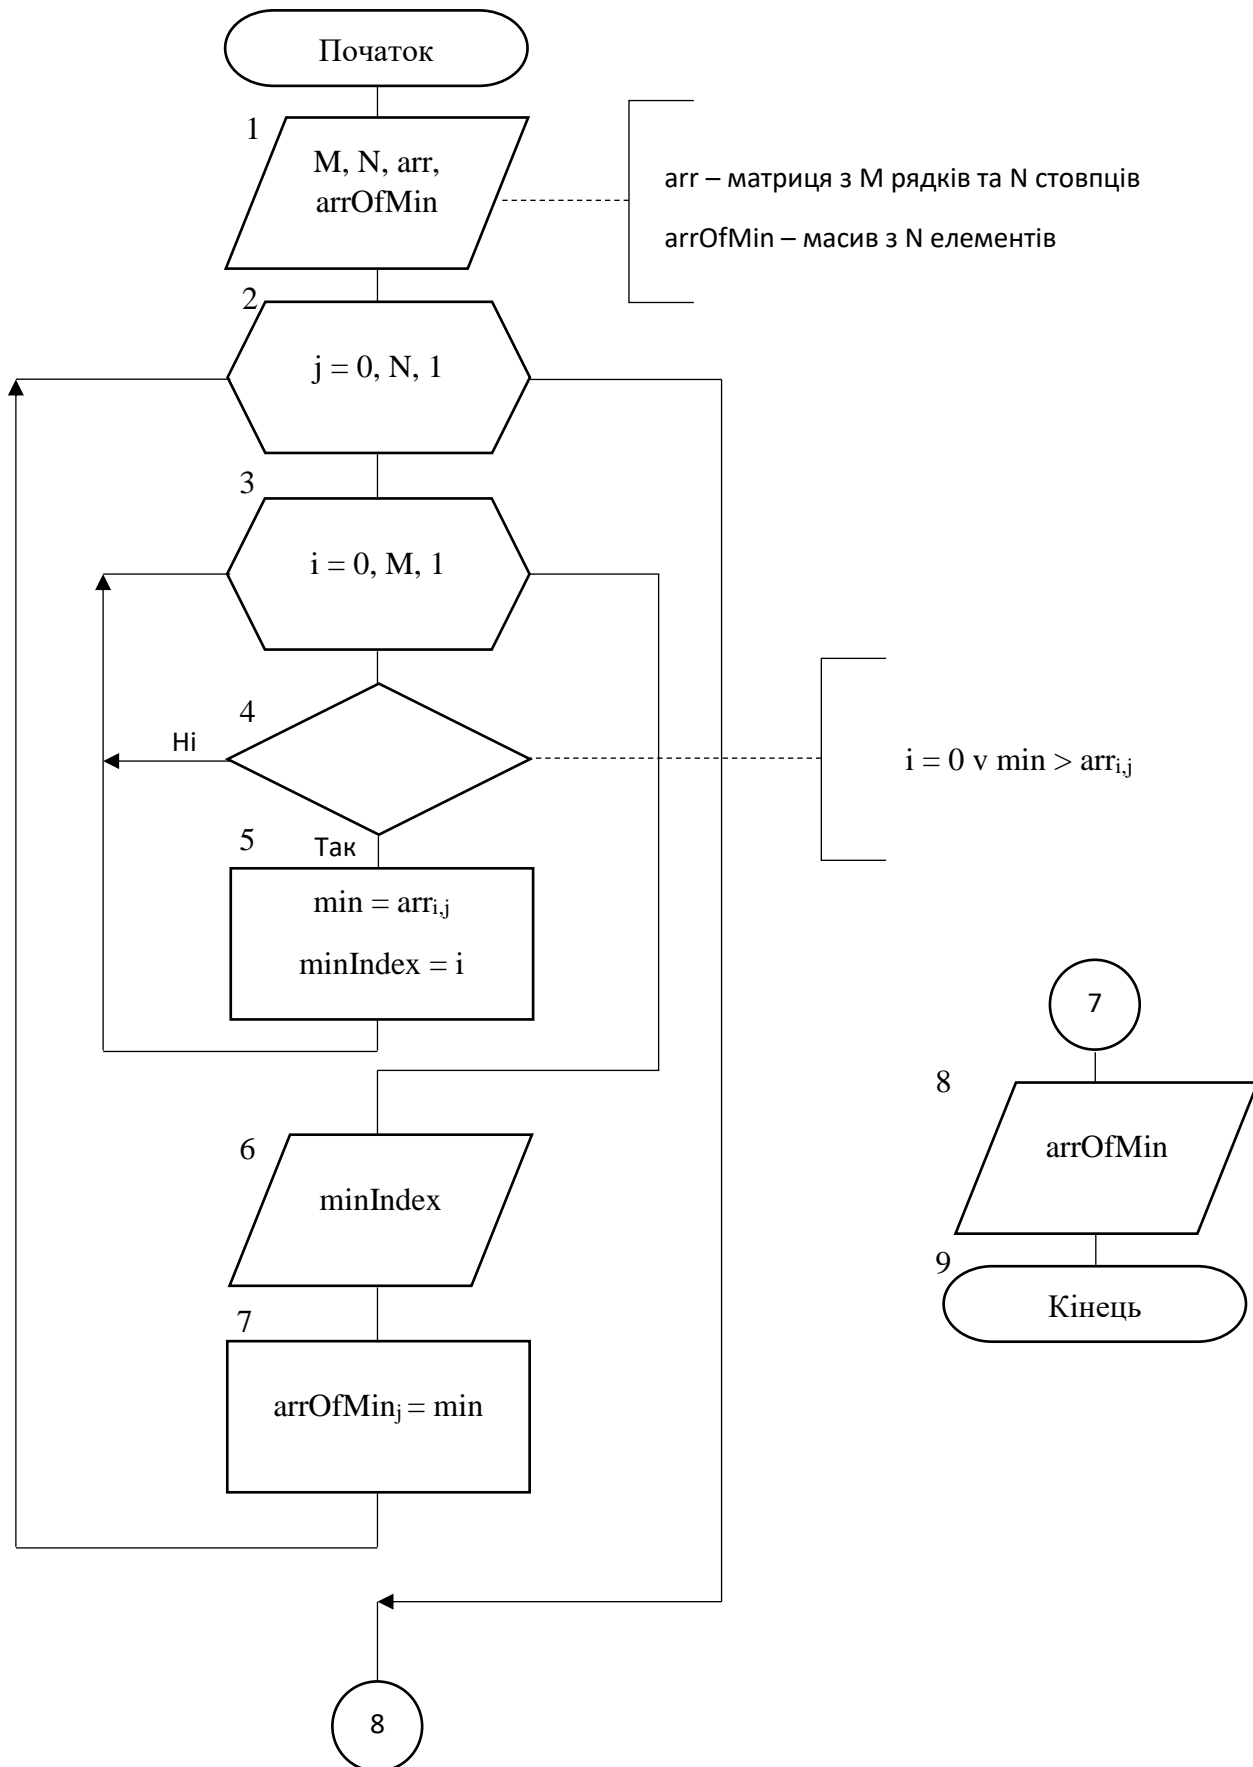 Початок
1
M, N, arr,
arrOfMin
arr – матриця з M рядків та N стовпців
arrOfMin – масив з N елементів
2
j = 0, N, 1
3
i = 0, M, 1
4
Ні
i = 0 v min > arri,j
5
Так
min = arri,j
minIndex = i
6
minIndex
7
arrOfMinj = min
8
7
8
arrOfMin
9
Кінець